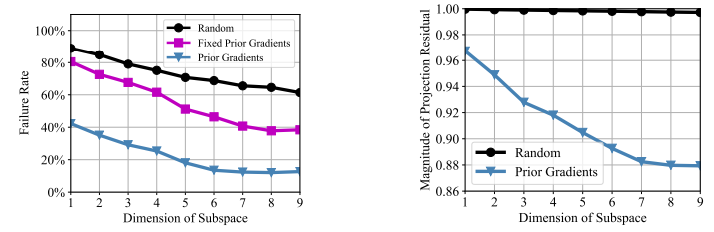 100%
80%
60%
40%
20%
0%
Failure Rate
Random
Fixed Prior Gradients
Prior Gradients
1 2 3 4 5 6 7 8 9
Dimension of Subspace
1.00
0.98
0.96
0.94
0.92
0.90
0.88
0.86
Magnitude of Projection Residual
Random
Prior Gradients
1 2 3 4 5 6 7 8 9
Dimension of Subspace